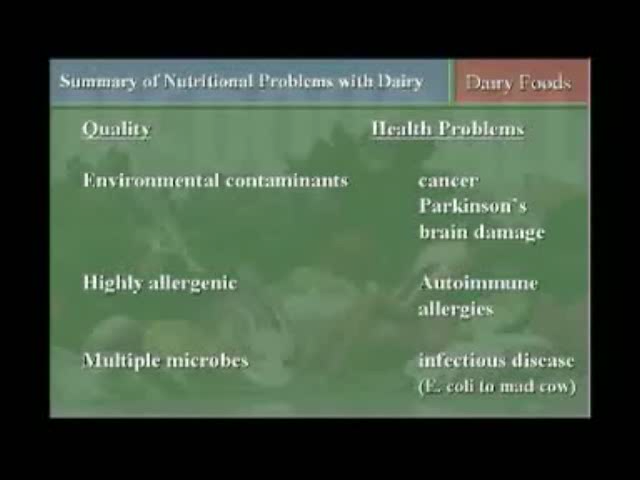 Summary of Nutritional Problems with Dairy
Dairy Foods
Quality Health Problems
Environmental contaminants cancer
Parkinson's
brain damage
Highly allergenic Autoimmune
allergies
Multiple microbes infectious disease
(E. coli to mad cow)